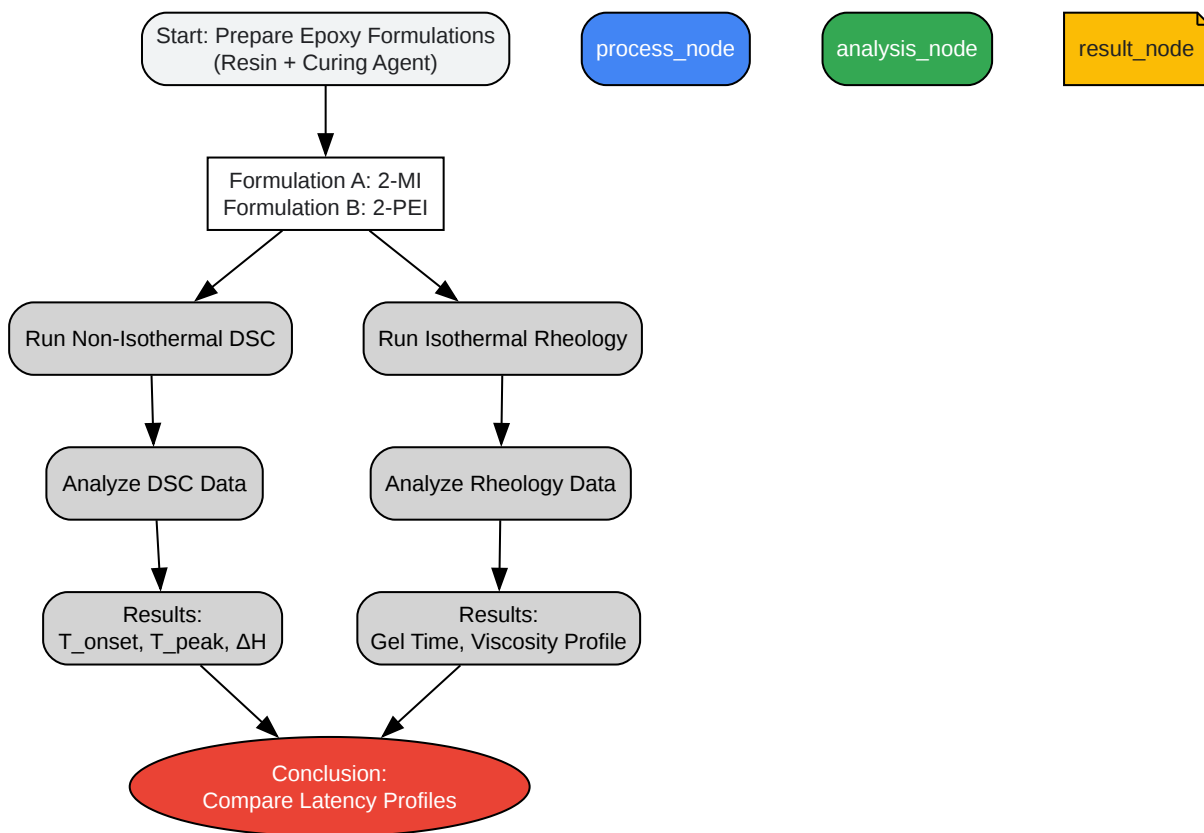 Start: Prepare Epoxy Formulations
(Resin + Curing Agent)
process_node
analysis_node
result_node
Formulation A: 2-MI
Formulation B: 2-PEI
Run Non-Isothermal DSC
Run Isothermal Rheology
Analyze DSC Data
Analyze Rheology Data
Results:
T_onset, T_peak, ΔH
Results:
Gel Time, Viscosity Profile
Conclusion:
Compare Latency Profiles